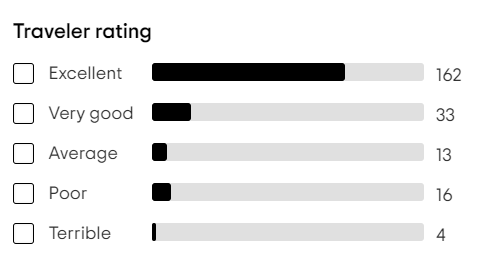 Traveler rating
Excellent 162
Very good 33
Average 13
Poor 16
Terrible 4